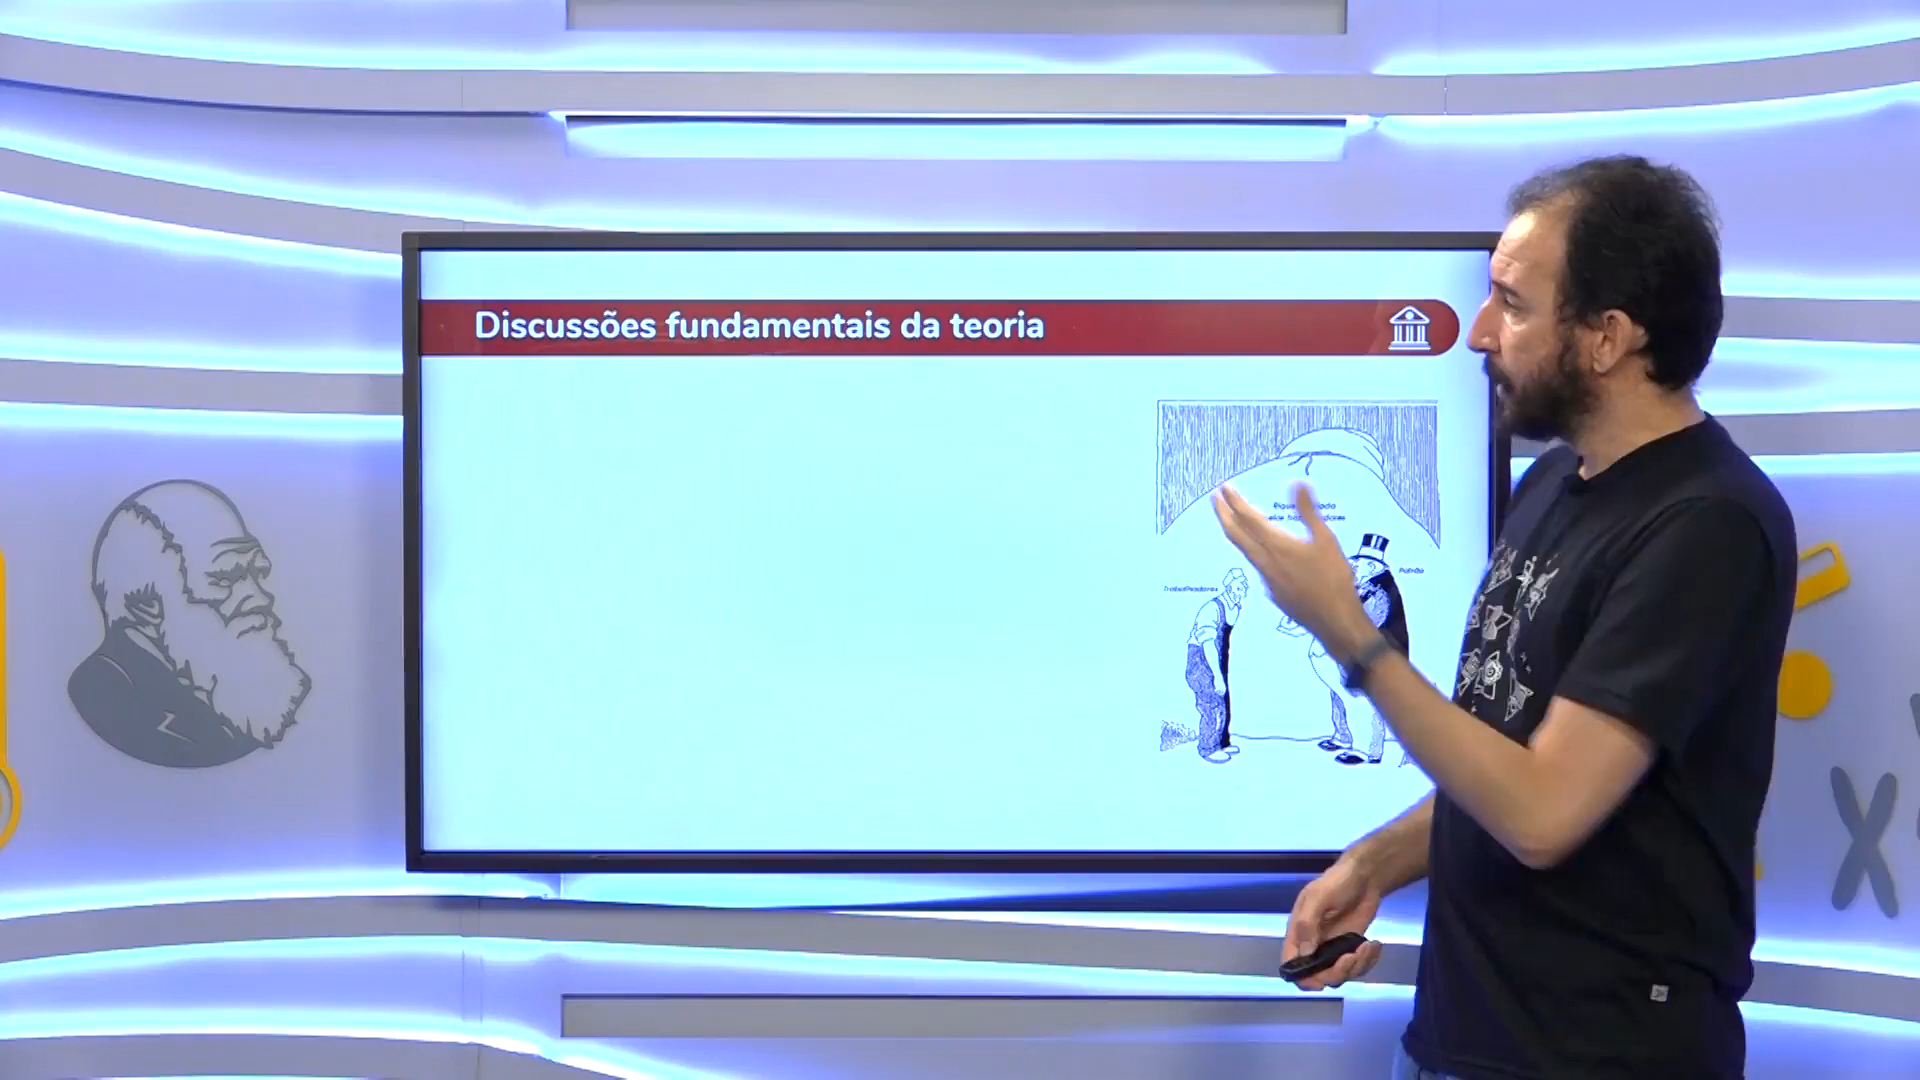 Discussões fundamentais da teoria
Trabalhadores
Patrão